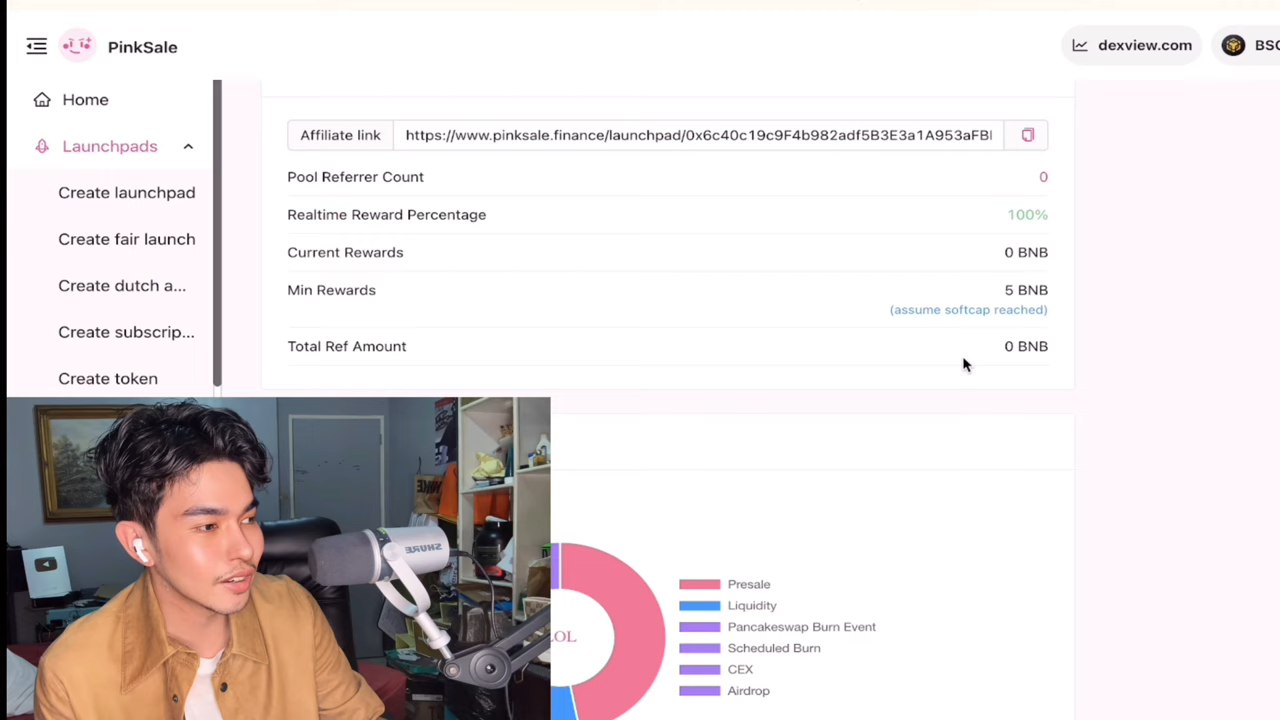 PinkSale
dexview.com
BSC
Home
Launchpads
Create launchpad
Create fair launch
Create dutch a...
Create subscrip...
Create token
Affiliate link
https://www.pinksale.finance/launchpad/0x6c40c19c9F4b982adf5B3E3a1A953aFBI
Pool Referrer Count
0
Realtime Reward Percentage
100%
Current Rewards
0 BNB
Min Rewards
5 BNB
(assume softcap reached)
Total Ref Amount
0 BNB
SHURE
Presale
Liquidity
Pancakeswap Burn Event
Scheduled Burn
CEX
Airdrop